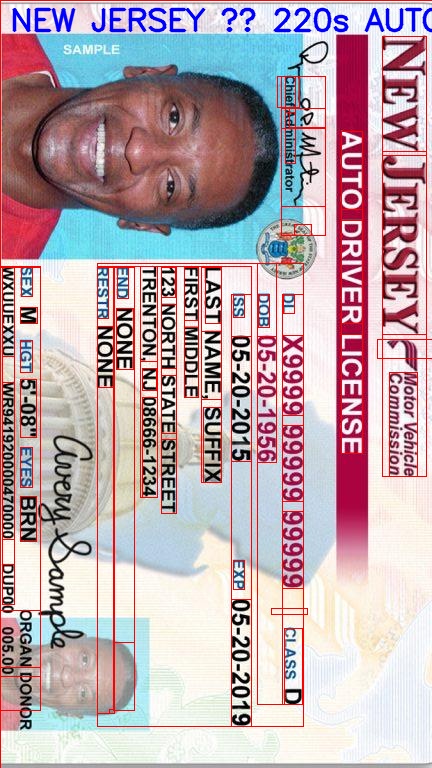 NEW JERSEY ?? 220s AUTO
NEW JERSEY
Motor Vehicle
Commission
AUTO DRIVER LICENSE
SAMPLE
Chief Administrator
DL X9999 99999 99999 CLASS D
DOB 05-20-1956
ISS 05-20-2015 EXP 05-20-2019
LAST NAME, SUFFIX
FIRST MIDDLE
123 NORTH STATE STREET
TRENTON, NJ 08666-1234
END NONE
RESTR NONE
Avery Sample
SEX M HGT 5'-08" EYES BRN ORGAN DONOR
WR94192000470000 DUP00 005.00